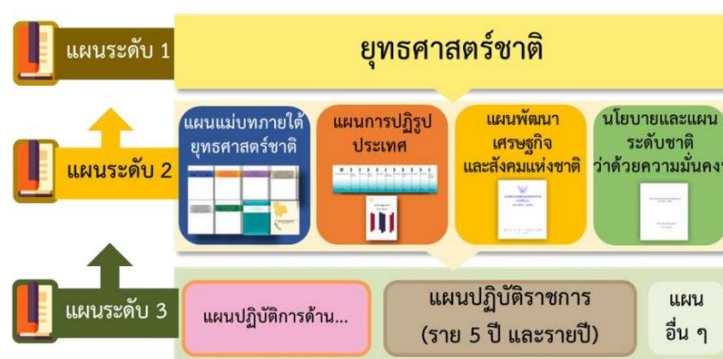 แผนระดับ 1
ยุทธศาสตร์ชาติ
แผนระดับ 2
แผนแม่บทภายใต้
ยุทธศาสตร์ชาติ
แผนการปฏิรูป
ประเทศ
แผนพัฒนา
เศรษฐกิจ
และสังคมแห่งชาติ
นโยบายและแผน
ระดับชาติ
ว่าด้วยความมั่นคงฯ
แผนระดับ 3
แผนปฏิบัติการด้าน...
แผนปฏิบัติราชการ
(ราย 5 ปี และรายปี)
แผน
อื่น ๆ